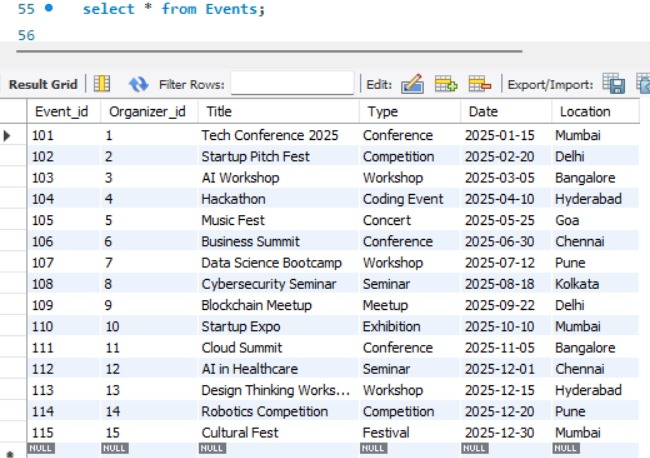 55 select * from Events;
56
Result Grid Filter Rows: Edit: Export/Import:
Event_id Organizer_id Title Type Date Location
101 1 Tech Conference 2025 Conference 2025-01-15 Mumbai
102 2 Startup Pitch Fest Competition 2025-02-20 Delhi
103 3 AI Workshop Workshop 2025-03-05 Bangalore
104 4 Hackathon Coding Event 2025-04-10 Hyderabad
105 5 Music Fest Concert 2025-05-25 Goa
106 6 Business Summit Conference 2025-06-30 Chennai
107 7 Data Science Bootcamp Workshop 2025-07-12 Pune
108 8 Cybersecurity Seminar Seminar 2025-08-18 Kolkata
109 9 Blockchain Meetup Meetup 2025-09-22 Delhi
110 10 Startup Expo Exhibition 2025-10-10 Mumbai
111 11 Cloud Summit Conference 2025-11-05 Bangalore
112 12 AI in Healthcare Seminar 2025-12-01 Chennai
113 13 Design Thinking Works... Workshop 2025-12-15 Hyderabad
114 14 Robotics Competition Competition 2025-12-20 Pune
115 15 Cultural Fest Festival 2025-12-30 Mumbai
NULL NULL NULL NULL NULL NULL